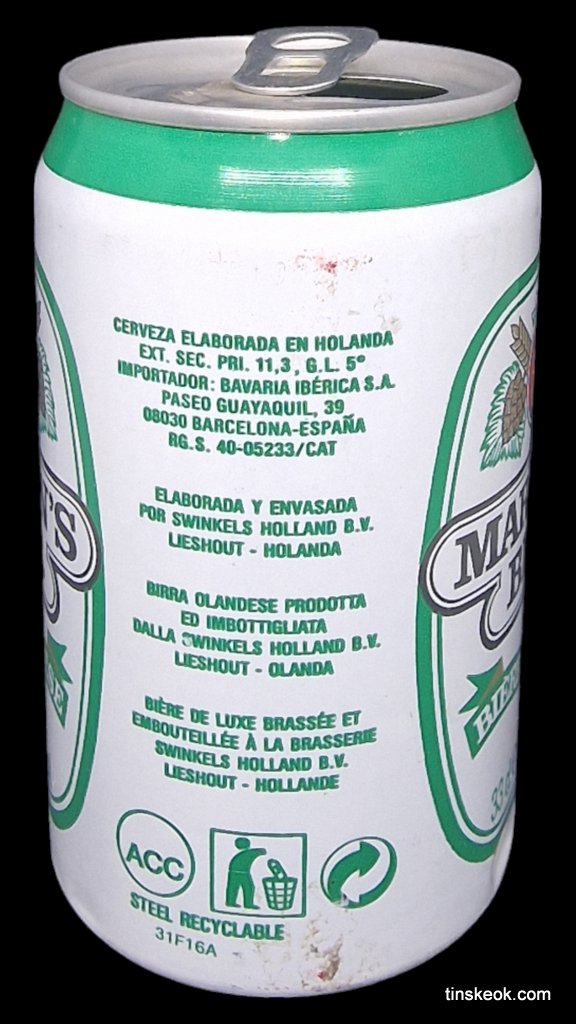 CERVEZA ELABORADA EN HOLANDA
EXT. SEC. PRI. 11,3 , G.L. 5°
IMPORTADOR: BAVARIA IBÉRICA S.A.
PASEO GUAYAQUIL, 39
08030 BARCELONA-ESPAÑA
RG.S. 40-05233/CAT
ELABORADA Y ENVASADA
POR SWINKELS HOLLAND B.V.
LIESHOUT - HOLANDA
BIRRA OLANDESE PRODOTTA
ED IMBOTTIGLIATA
DALLA SWINKELS HOLLAND B.V.
LIESHOUT - OLANDA
BIÈRE DE LUXE BRASSÉE ET
EMBOUTEILLÉE À LA BRASSERIE
SWINKELS HOLLAND B.V.
LIESHOUT - HOLLANDE
ACC
STEEL RECYCLABLE
31F16A
33
tinskeok.com